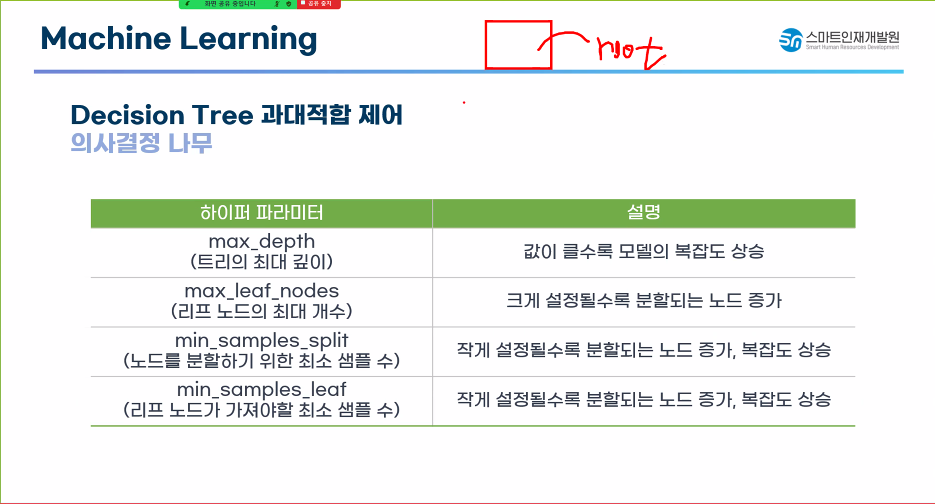 화면 공유 중입니다
공유 중지
Machine Learning
root
스마트인재개발원
Smart Human Resources Development
Decision Tree 과대적합 제어
의사결정 나무
하이퍼 파라미터
설명
max_depth
(트리의 최대 깊이)
값이 클수록 모델의 복잡도 상승
max_leaf_nodes
(리프 노드의 최대 개수)
크게 설정될수록 분할되는 노드 증가
min_samples_split
(노드를 분할하기 위한 최소 샘플 수)
작게 설정될수록 분할되는 노드 증가, 복잡도 상승
min_samples_leaf
(리프 노드가 가져야할 최소 샘플 수)
작게 설정될수록 분할되는 노드 증가, 복잡도 상승